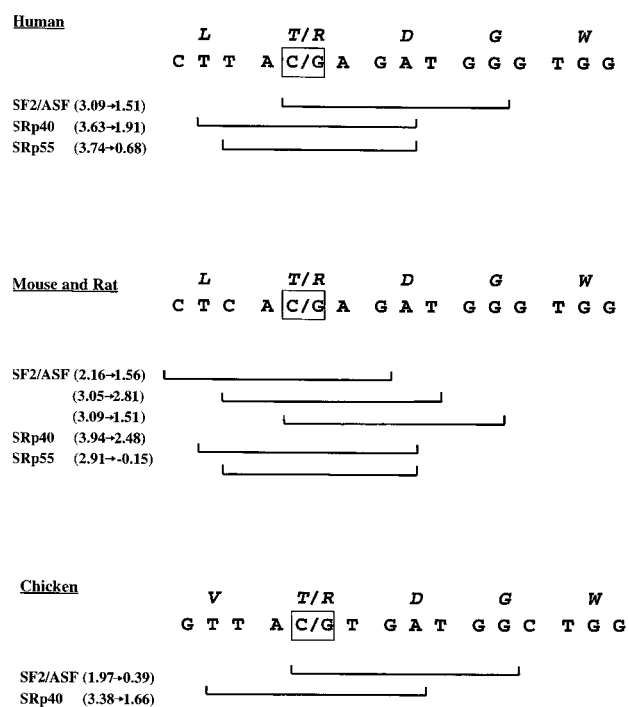 Human
L T/R D G W
C T T A C/G A G A T G G G T G G
SF2/ASF (3.09→1.51)
SRp40 (3.63→1.91)
SRp55 (3.74→0.68)
Mouse and Rat
L T/R D G W
C T C A C/G A G A T G G G T G G
SF2/ASF (2.16→1.56)
(3.05→2.81)
(3.09→1.51)
SRp40 (3.94→2.48)
SRp55 (2.91→-0.15)
Chicken
V T/R D G W
G T T A C/G T G A T G G C T G G
SF2/ASF (1.97→0.39)
SRp40 (3.38→1.66)